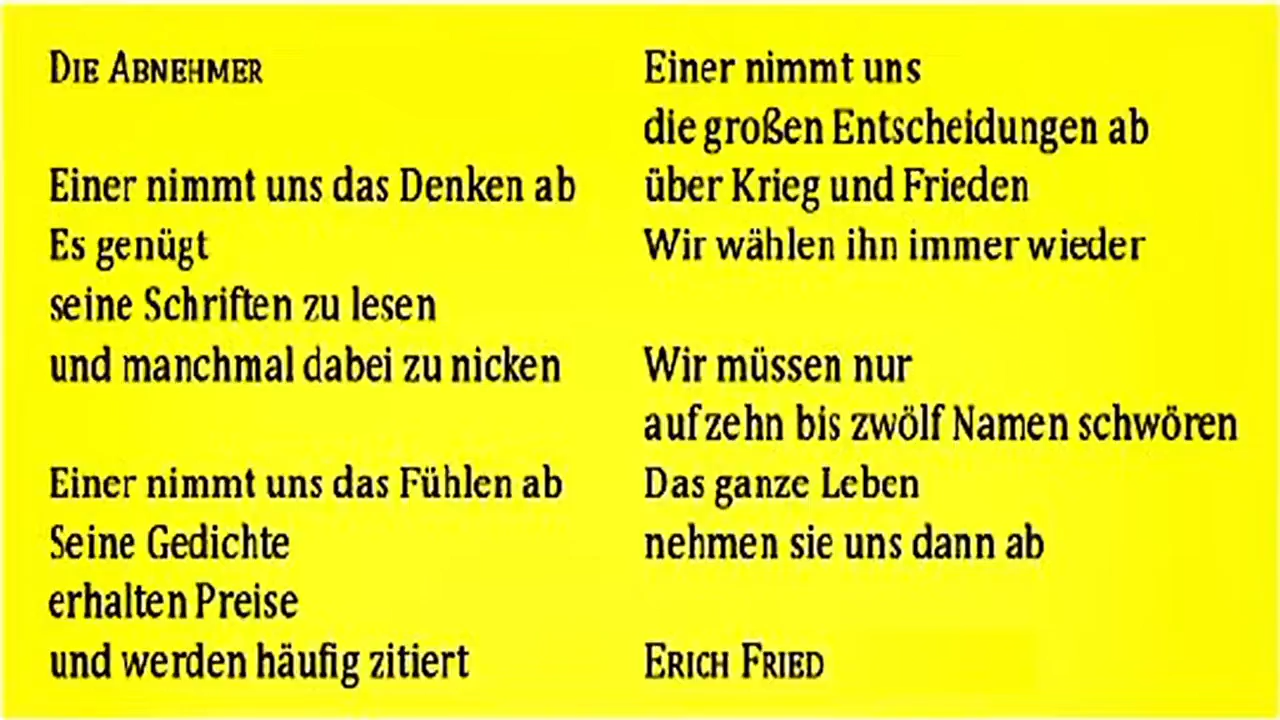 Die Abnehmer
Einer nimmt uns das Denken ab
Es genügt
seine Schriften zu lesen
und manchmal dabei zu nicken
Einer nimmt uns das Fühlen ab
Seine Gedichte
erhalten Preise
und werden häufig zitiert
Einer nimmt uns
die großen Entscheidungen ab
über Krieg und Frieden
Wir wählen ihn immer wieder
Wir müssen nur
auf zehn bis zwölf Namen schwören
Das ganze Leben
nehmen sie uns dann ab
Erich Fried